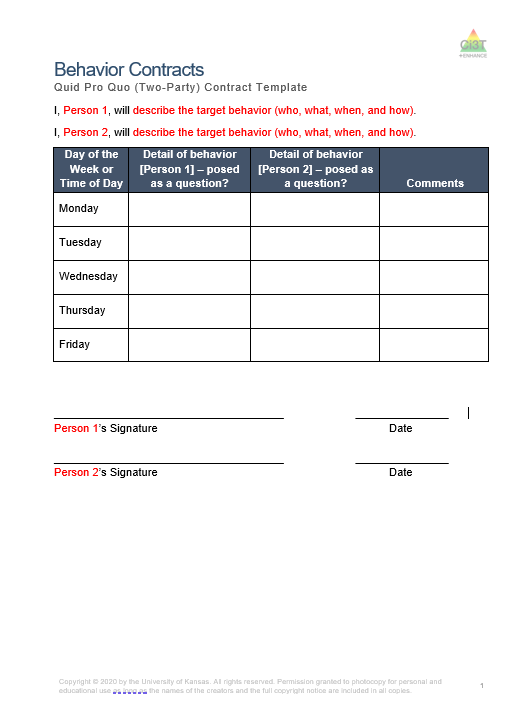 CI3T
ENHANCE
Behavior Contracts
Quid Pro Quo (Two-Party) Contract Template
I, Person 1, will describe the target behavior (who, what, when, and how).
I, Person 2, will describe the target behavior (who, what, when, and how).
Day of the
Week or
Time of Day
Detail of behavior
[Person 1] – posed
as a question?
Detail of behavior
[Person 2] – posed as
a question?
Comments
Monday
Tuesday
Wednesday
Thursday
Friday
Person 1’s Signature
Date
Person 2’s Signature
Date
Copyright © 2020 by the University of Kansas. All rights reserved. Permission granted to photocopy for personal and
educational use as long as the names of the creators and the full copyright notice are included in all copies.
1